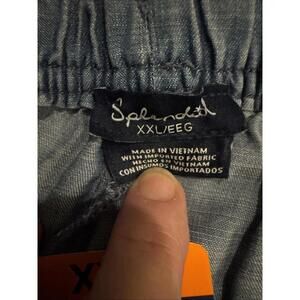 Splendid
XXL/EEG
MADE IN VIETNAM
WITH IMPORTED FABRIC
HECHO EN VIETNAM
CON INSUMOS IMPORTADOS